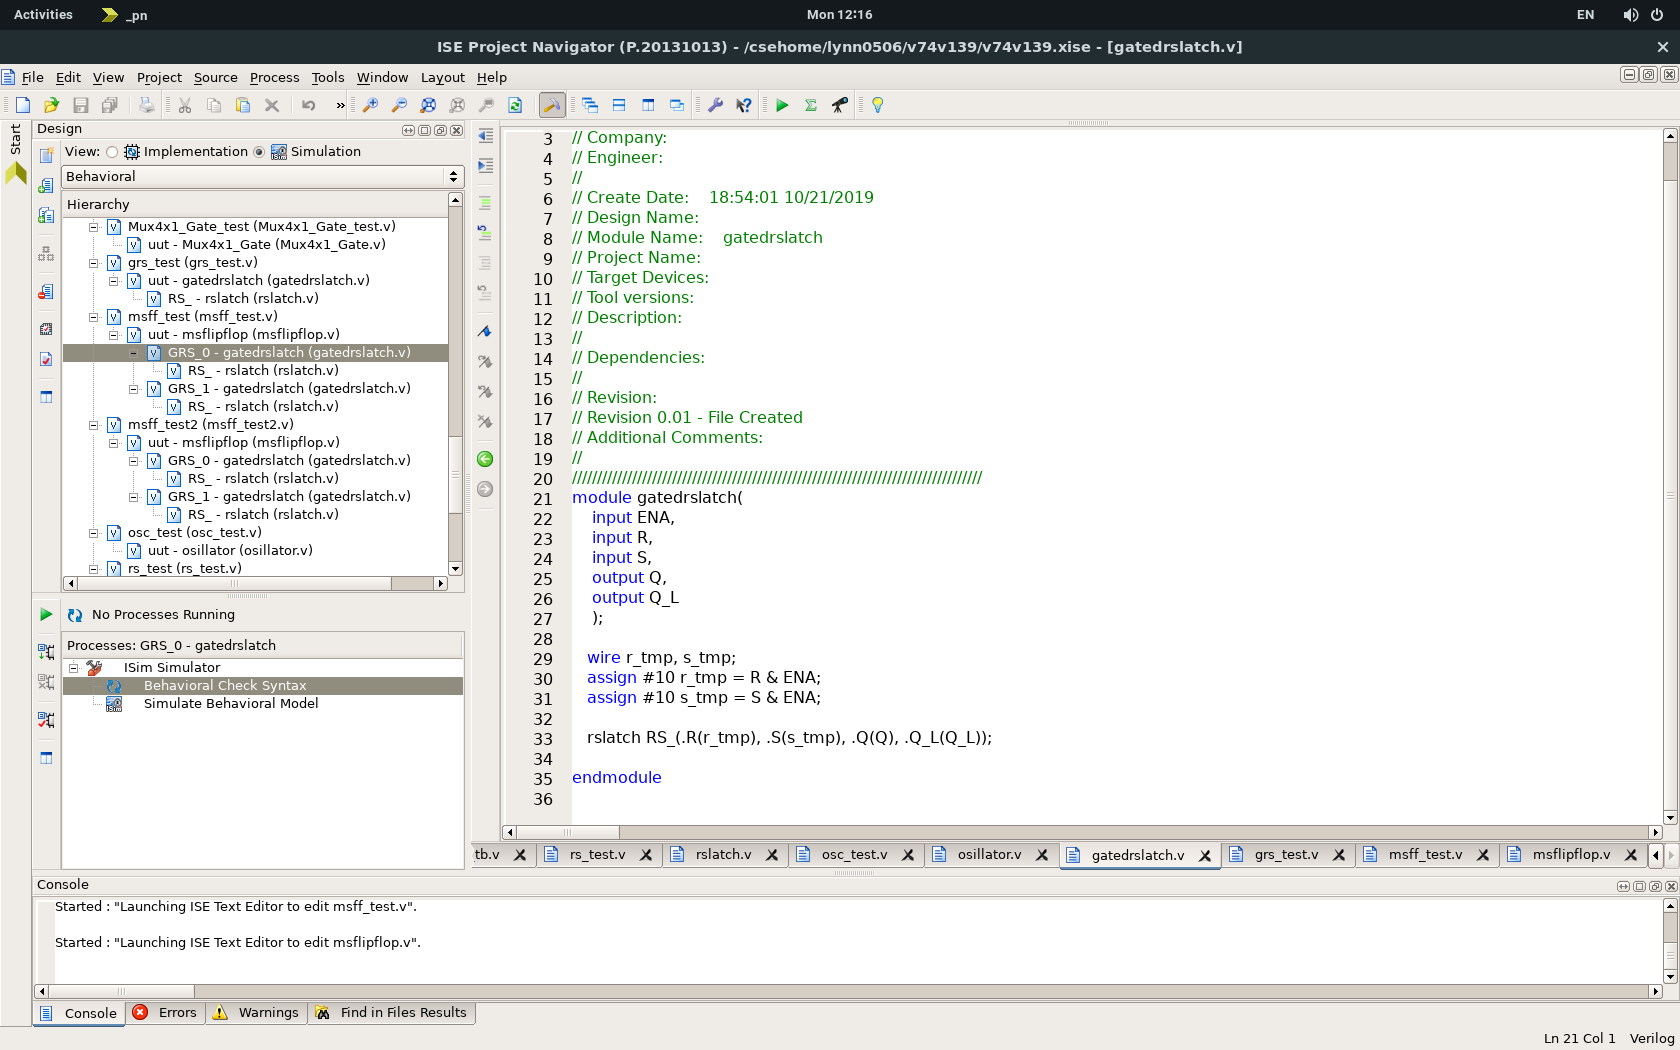 Activities _pn Mon 12:16 EN
ISE Project Navigator (P.20131013) - /csehome/lynn0506/v74v139/v74v139.xise - [gatedrslatch.v]
File Edit View Project Source Process Tools Window Layout Help
»
Start
Design
View: Implementation Simulation
Behavioral
Hierarchy
Mux4x1_Gate_test (Mux4x1_Gate_test.v)
uut - Mux4x1_Gate (Mux4x1_Gate.v)
grs_test (grs_test.v)
uut - gatedrslatch (gatedrslatch.v)
RS_ - rslatch (rslatch.v)
msff_test (msff_test.v)
uut - msflipflop (msflipflop.v)
GRS_0 - gatedrslatch (gatedrslatch.v)
RS_ - rslatch (rslatch.v)
GRS_1 - gatedrslatch (gatedrslatch.v)
RS_ - rslatch (rslatch.v)
msff_test2 (msff_test2.v)
uut - msflipflop (msflipflop.v)
GRS_0 - gatedrslatch (gatedrslatch.v)
RS_ - rslatch (rslatch.v)
GRS_1 - gatedrslatch (gatedrslatch.v)
RS_ - rslatch (rslatch.v)
osc_test (osc_test.v)
uut - osillator (osillator.v)
rs_test (rs_test.v)
No Processes Running
Processes: GRS_0 - gatedrslatch
ISim Simulator
Behavioral Check Syntax
Simulate Behavioral Model
3 // Company:
4 // Engineer:
5 //
6 // Create Date:    18:54:01 10/21/2019
7 // Design Name:
8 // Module Name:    gatedrslatch
9 // Project Name:
10 // Target Devices:
11 // Tool versions:
12 // Description:
13 //
14 // Dependencies:
15 //
16 // Revision:
17 // Revision 0.01 - File Created
18 // Additional Comments:
19 //
20 //////////////////////////////////////////////////////////////////////////////////
21 module gatedrslatch(
22     input ENA,
23     input R,
24     input S,
25     output Q,
26     output Q_L
27     );
28
29    wire r_tmp, s_tmp;
30    assign #10 r_tmp = R & ENA;
31    assign #10 s_tmp = S & ENA;
32
33    rslatch RS_(.R(r_tmp), .S(s_tmp), .Q(Q), .Q_L(Q_L));
34
35 endmodule
36
tb.v rs_test.v rslatch.v osc_test.v osillator.v gatedrslatch.v grs_test.v msff_test.v msflipflop.v
Console
Started : "Launching ISE Text Editor to edit msff_test.v".
Started : "Launching ISE Text Editor to edit msflipflop.v".
Console Errors Warnings Find in Files Results
Ln 21 Col 1 Verilog